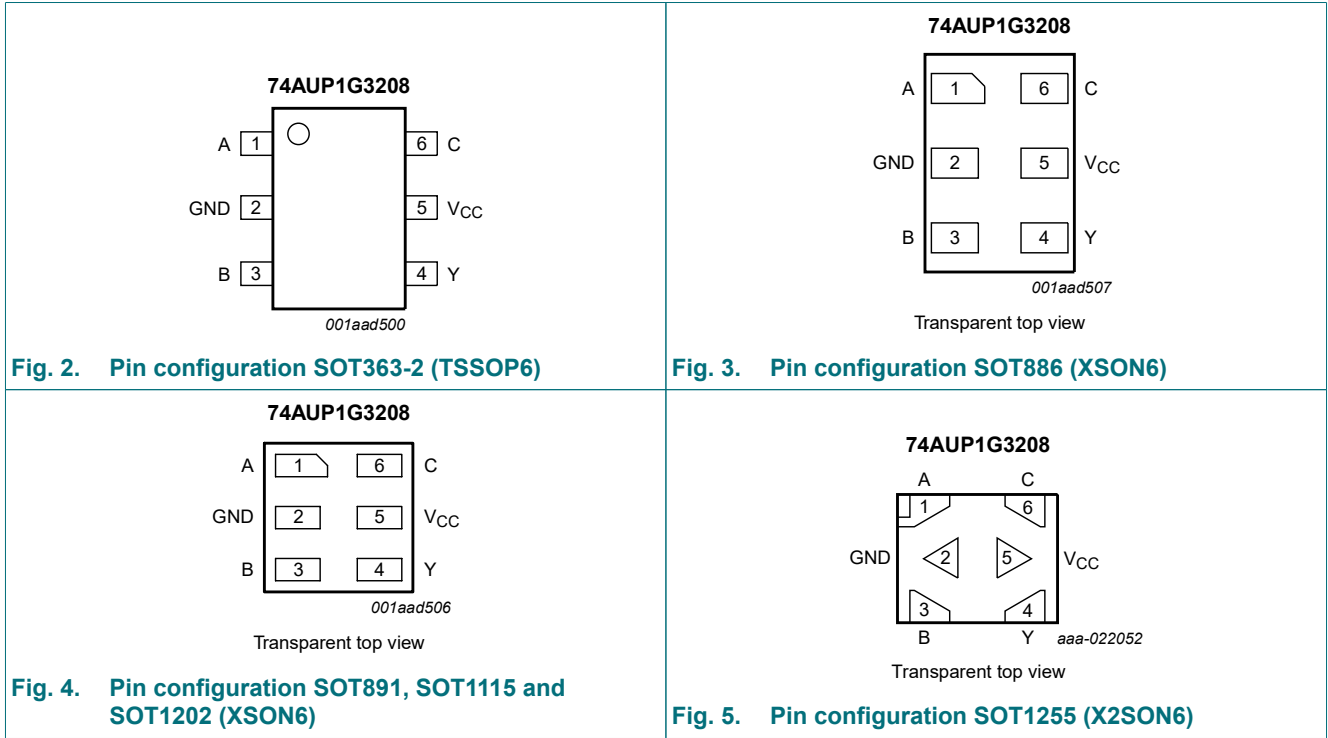 74AUP1G3208
A 1 6 C
GND 2 5 VCC
B 3 4 Y
001aad500
Fig. 2. Pin configuration SOT363-2 (TSSOP6)
74AUP1G3208
A 1 6 C
GND 2 5 VCC
B 3 4 Y
001aad507
Transparent top view
Fig. 3. Pin configuration SOT886 (XSON6)
74AUP1G3208
A 1 6 C
GND 2 5 VCC
B 3 4 Y
001aad506
Transparent top view
Fig. 4. Pin configuration SOT891, SOT1115 and
SOT1202 (XSON6)
74AUP1G3208
A C
1 6
GND 2 5 VCC
3 4
B Y aaa-022052
Transparent top view
Fig. 5. Pin configuration SOT1255 (X2SON6)